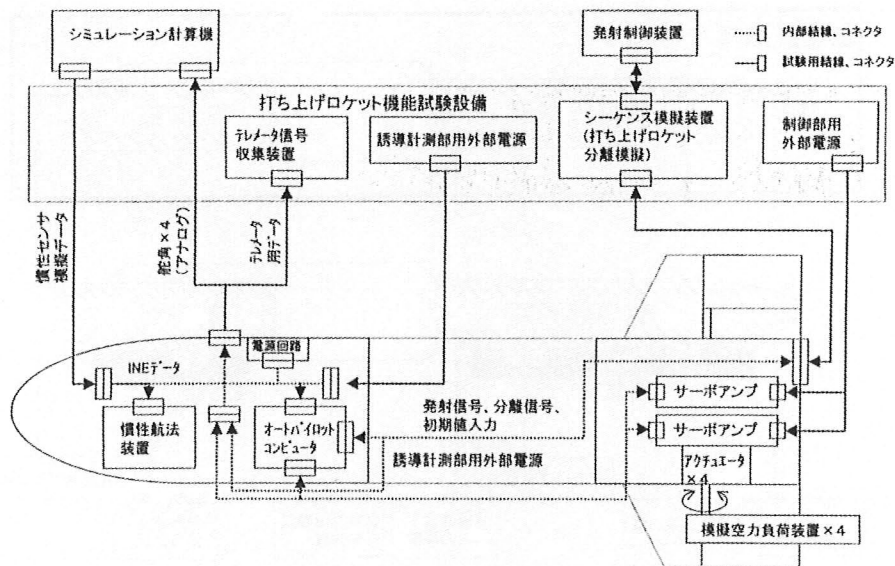 シミュレーション計算機
発射制御装置
内部結線、コネクタ
試験用結線、コネクタ
打ち上げロケット機能試験設備
テレメータ信号
収集装置
誘導計測部用外部電源
シーケンス模擬装置
(打ち上げロケット
分離模擬)
制御部用
外部電源
慣性センサ
模擬データ
舵角×4
(アナログ)
テレメータ
用データ
電源回路
INEデータ
慣性航法
装置
オートパイロット
コンピュータ
発射信号、分離信号、
初期値入力
誘導計測部用外部電源
サーボアンプ
サーボアンプ
アクチュエータ
×4
模擬空力負荷装置×4